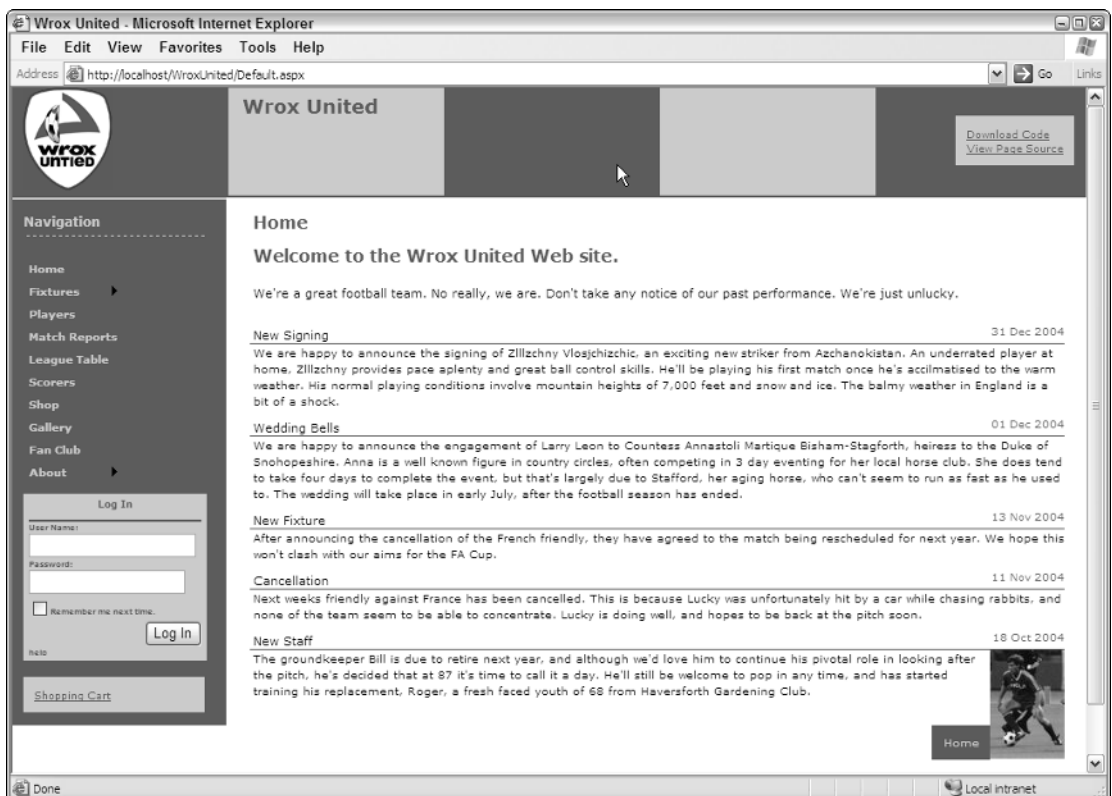 Wrox United - Microsoft Internet Explorer
File Edit View Favorites Tools Help
Address http://localhost/WroxUnited/Default.aspx Go Links
wrox
UNTIED
Wrox United
Download Code
View Page Source
Navigation
Home
Fixtures
Players
Match Reports
League Table
Scorers
Shop
Gallery
Fan Club
About
Log In
User Name:
Password:
Remember me next time.
Log In
help
Shopping Cart
Home
Welcome to the Wrox United Web site.
We're a great football team. No really, we are. Don't take any notice of our past performance. We're just unlucky.
New Signing 31 Dec 2004
We are happy to announce the signing of Zlllzchny Vlosjchizchic, an exciting new striker from Azchanokistan. An underrated player at
home, Zlllzchny provides pace aplenty and great ball control skills. He'll be playing his first match once he's accilmatised to the warm
weather. His normal playing conditions involve mountain heights of 7,000 feet and snow and ice. The balmy weather in England is a
bit of a shock.
Wedding Bells 01 Dec 2004
We are happy to announce the engagement of Larry Leon to Countess Annastoli Martique Bisham-Stagforth, heiress to the Duke of
Snohopeshire. Anna is a well known figure in country circles, often competing in 3 day eventing for her local horse club. She does tend
to take four days to complete the event, but that's largely due to Stafford, her aging horse, who can't seem to run as fast as he used
to. The wedding will take place in early July, after the football season has ended.
New Fixture 13 Nov 2004
After announcing the cancellation of the French friendly, they have agreed to the match being rescheduled for next year. We hope this
won't clash with our aims for the FA Cup.
Cancellation 11 Nov 2004
Next weeks friendly against France has been cancelled. This is because Lucky was unfortunately hit by a car while chasing rabbits, and
none of the team seem to be able to concentrate. Lucky is doing well, and hopes to be back at the pitch soon.
New Staff 18 Oct 2004
The groundkeeper Bill is due to retire next year, and although we'd love him to continue his pivotal role in looking after
the pitch, he's decided that at 87 it's time to call it a day. He'll still be welcome to pop in any time, and has started
training his replacement, Roger, a fresh faced youth of 68 from Haversforth Gardening Club.
Home
Done Local intranet